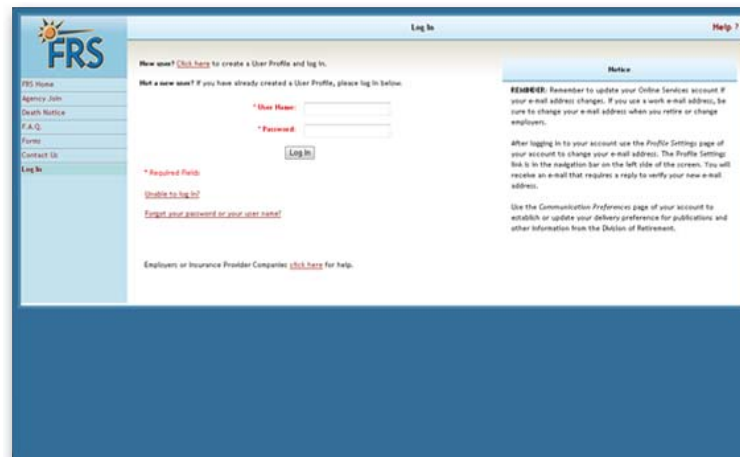 Log In
Help ?
FRS
FRS Home
Agency Join
Death Notice
F.A.Q.
Forms
Contact Us
Log In
New user? Click here to create a User Profile and log in.
Not a new user? If you have already created a User Profile, please log in below.
* User Name:
* Password:
Log In
* Required Fields
Unable to log in?
Forgot your password or your user name?
Employers or Insurance Provider Companies click here for help.
Notice
REMINDER: Remember to update your Online Services account if
your e-mail address changes. If you use a work e-mail address, be
sure to change your e-mail address when you retire or change
employers.
After logging in to your account use the Profile Settings page of
your account to change your e-mail address. The Profile Settings
link is in the navigation bar on the left side of the screen. You will
receive an e-mail that requires a reply to verify your new e-mail
address.
Use the Communication Preferences page of your account to
establish or update your delivery preference for publications and
other information from the Division of Retirement.